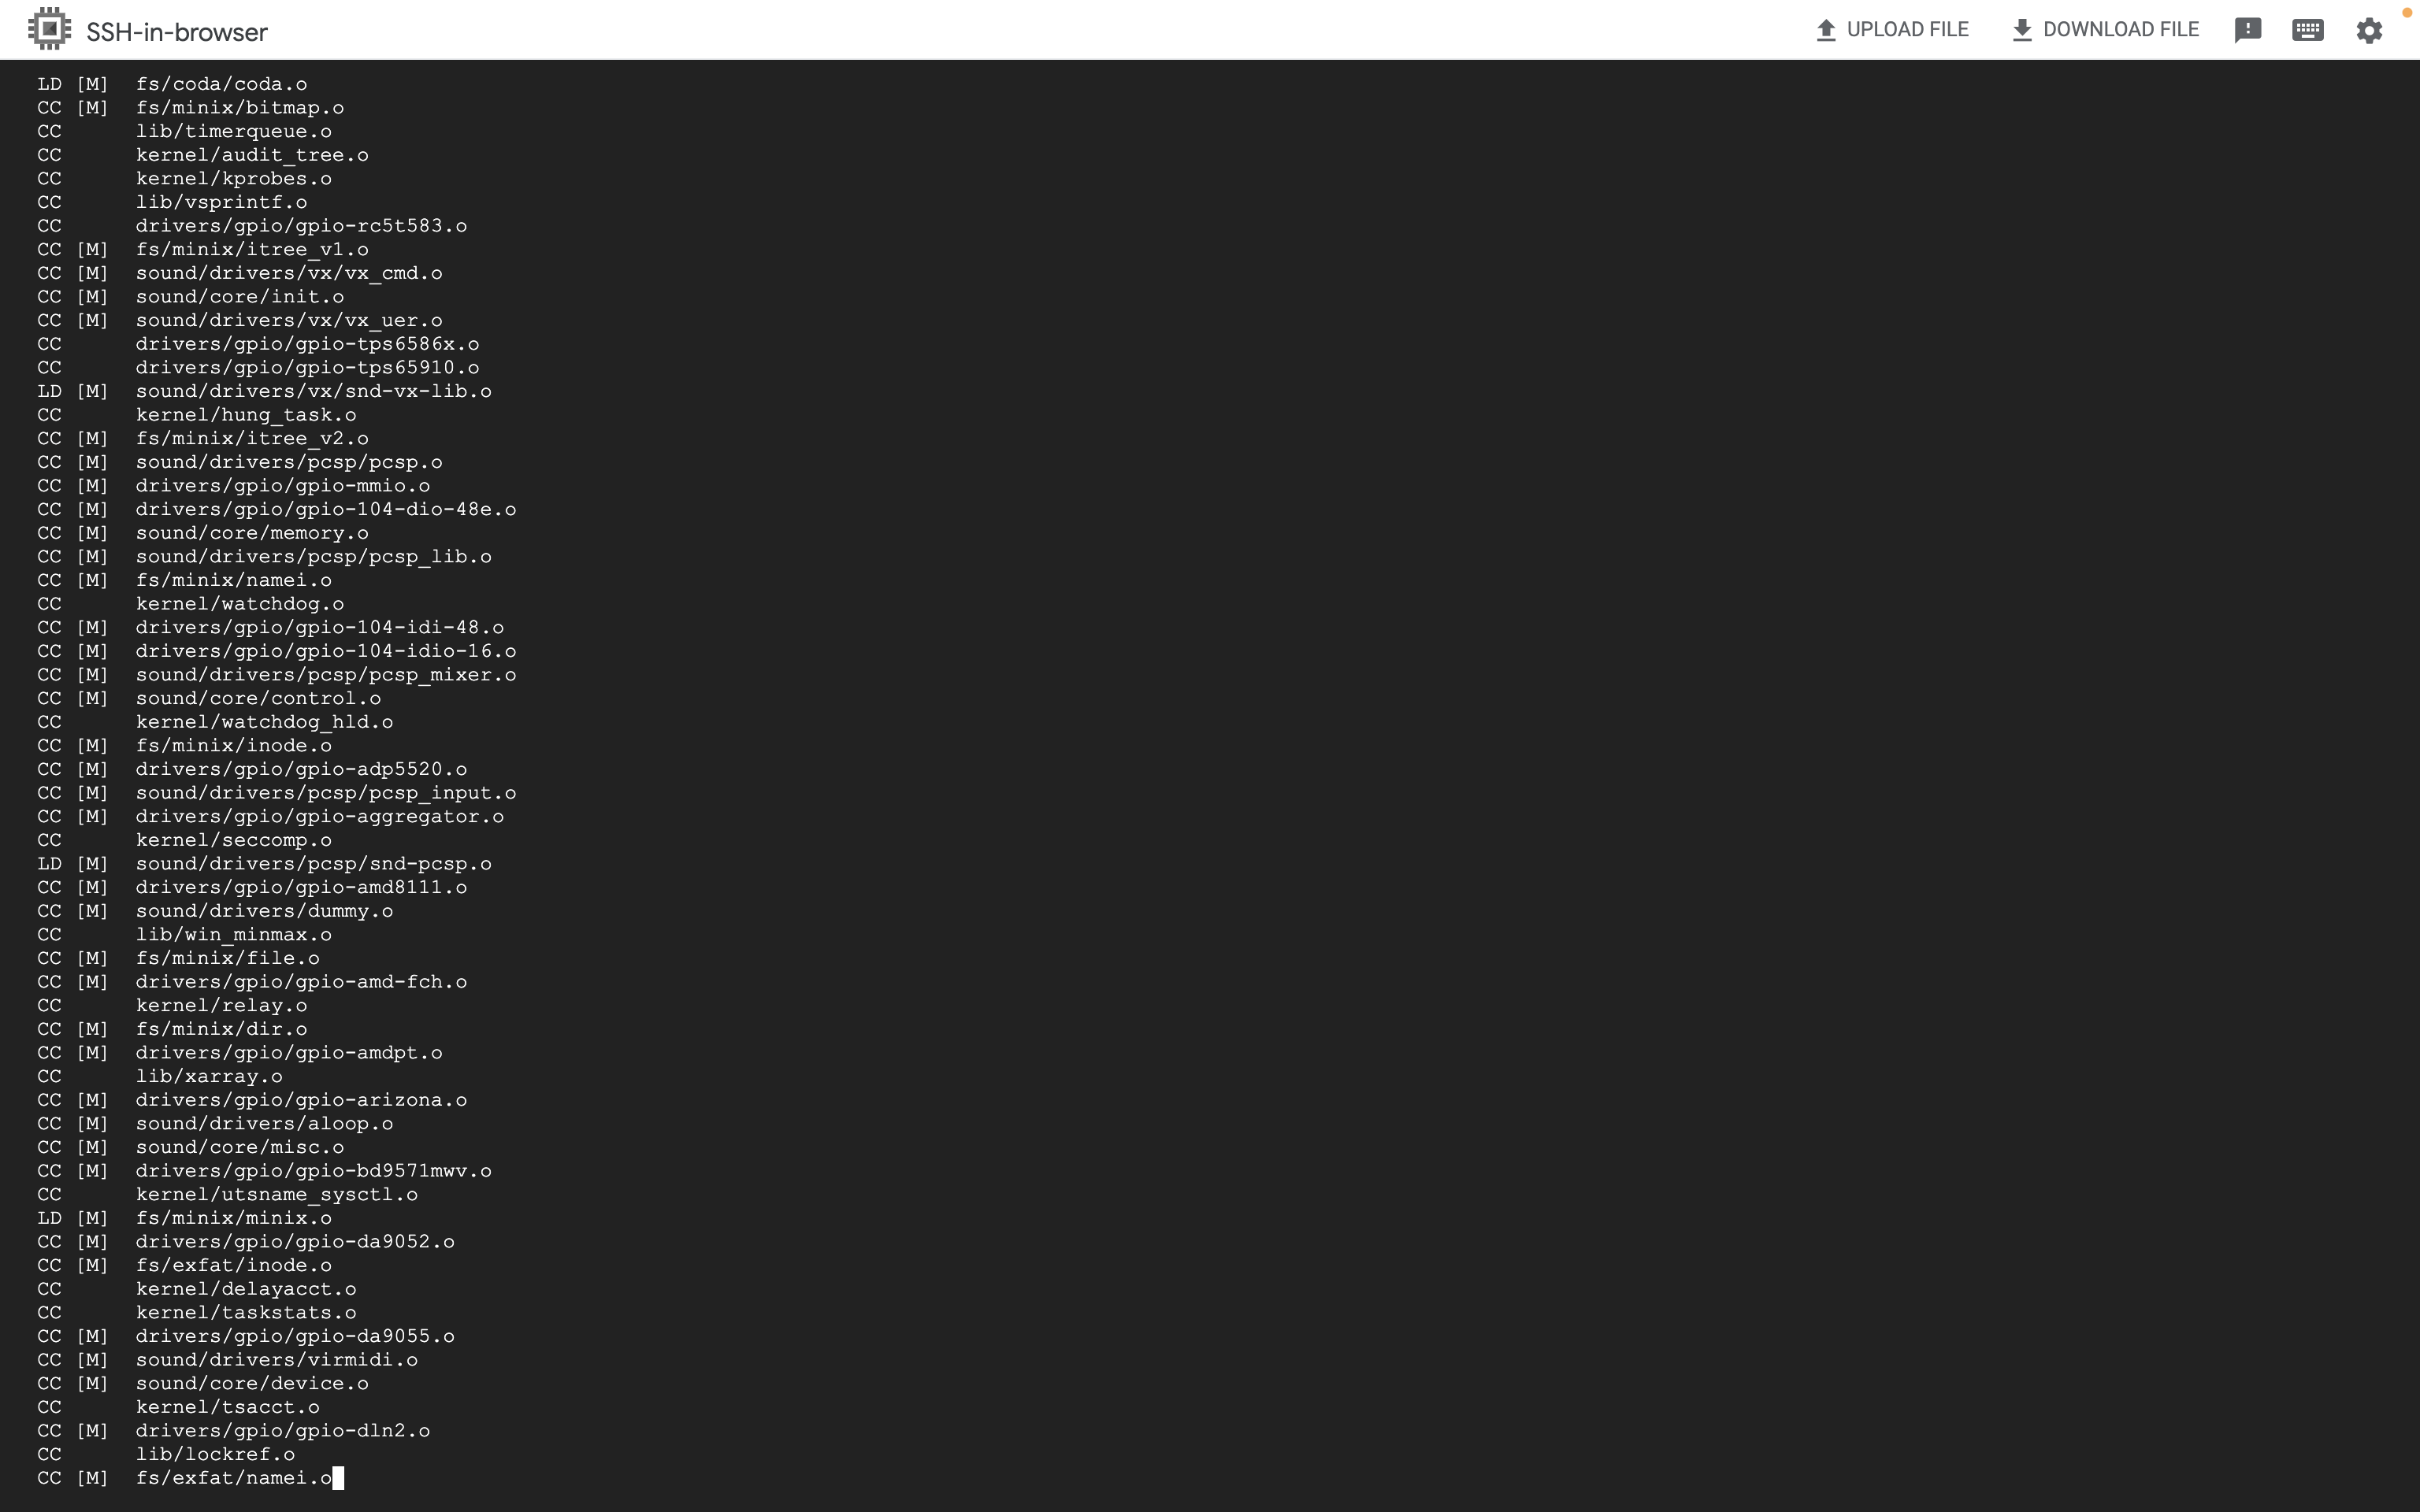 SSH-in-browser
UPLOAD FILE
DOWNLOAD FILE
LD [M]  fs/coda/coda.o
CC [M]  fs/minix/bitmap.o
CC      lib/timerqueue.o
CC      kernel/audit_tree.o
CC      kernel/kprobes.o
CC      lib/vsprintf.o
CC      drivers/gpio/gpio-rc5t583.o
CC [M]  fs/minix/itree_v1.o
CC [M]  sound/drivers/vx/vx_cmd.o
CC [M]  sound/core/init.o
CC [M]  sound/drivers/vx/vx_uer.o
CC      drivers/gpio/gpio-tps6586x.o
CC      drivers/gpio/gpio-tps65910.o
LD [M]  sound/drivers/vx/snd-vx-lib.o
CC      kernel/hung_task.o
CC [M]  fs/minix/itree_v2.o
CC [M]  sound/drivers/pcsp/pcsp.o
CC [M]  drivers/gpio/gpio-mmio.o
CC [M]  drivers/gpio/gpio-104-dio-48e.o
CC [M]  sound/core/memory.o
CC [M]  sound/drivers/pcsp/pcsp_lib.o
CC [M]  fs/minix/namei.o
CC      kernel/watchdog.o
CC [M]  drivers/gpio/gpio-104-idi-48.o
CC [M]  drivers/gpio/gpio-104-idio-16.o
CC [M]  sound/drivers/pcsp/pcsp_mixer.o
CC [M]  sound/core/control.o
CC      kernel/watchdog_hld.o
CC [M]  fs/minix/inode.o
CC [M]  drivers/gpio/gpio-adp5520.o
CC [M]  sound/drivers/pcsp/pcsp_input.o
CC [M]  drivers/gpio/gpio-aggregator.o
CC      kernel/seccomp.o
LD [M]  sound/drivers/pcsp/snd-pcsp.o
CC [M]  drivers/gpio/gpio-amd8111.o
CC [M]  sound/drivers/dummy.o
CC      lib/win_minmax.o
CC [M]  fs/minix/file.o
CC [M]  drivers/gpio/gpio-amd-fch.o
CC      kernel/relay.o
CC [M]  fs/minix/dir.o
CC [M]  drivers/gpio/gpio-amdpt.o
CC      lib/xarray.o
CC [M]  drivers/gpio/gpio-arizona.o
CC [M]  sound/drivers/aloop.o
CC [M]  sound/core/misc.o
CC [M]  drivers/gpio/gpio-bd9571mwv.o
CC      kernel/utsname_sysctl.o
LD [M]  fs/minix/minix.o
CC [M]  drivers/gpio/gpio-da9052.o
CC [M]  fs/exfat/inode.o
CC      kernel/delayacct.o
CC      kernel/taskstats.o
CC [M]  drivers/gpio/gpio-da9055.o
CC [M]  sound/drivers/virmidi.o
CC [M]  sound/core/device.o
CC      kernel/tsacct.o
CC [M]  drivers/gpio/gpio-dln2.o
CC      lib/lockref.o
CC [M]  fs/exfat/namei.o